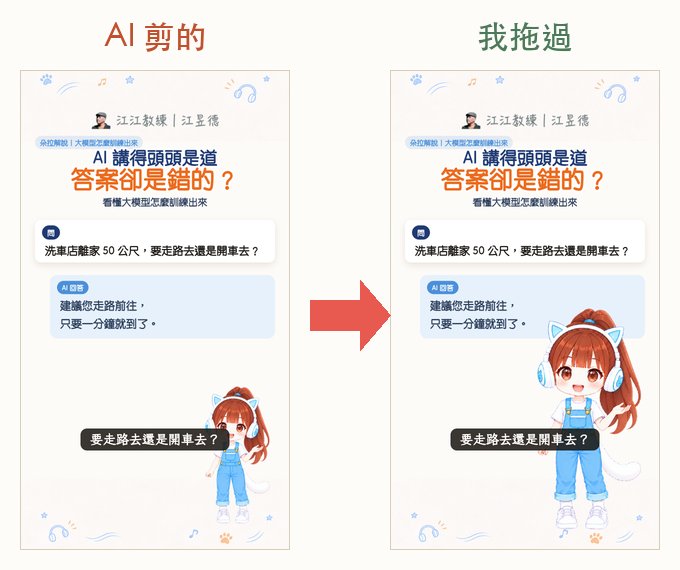 AI 剪的
我拖過
江江教練｜江昱德
朵拉解說｜大模型怎麼訓練出來
AI 講得頭頭是道
答案卻是錯的？
看懂大模型怎麼訓練出來
問
洗車店離家 50 公尺，要走路去還是開車去？
AI 回答
建議您走路前往，
只要一分鐘就到了。
要走路去還是開車去？
江江教練｜江昱德
朵拉解說｜大模型怎麼訓練出來
AI 講得頭頭是道
答案卻是錯的？
看懂大模型怎麼訓練出來
問
洗車店離家 50 公尺，要走路去還是開車去？
AI 回答
建議您走路前往，
只要一分鐘就到了。
要走路去還是開車去？